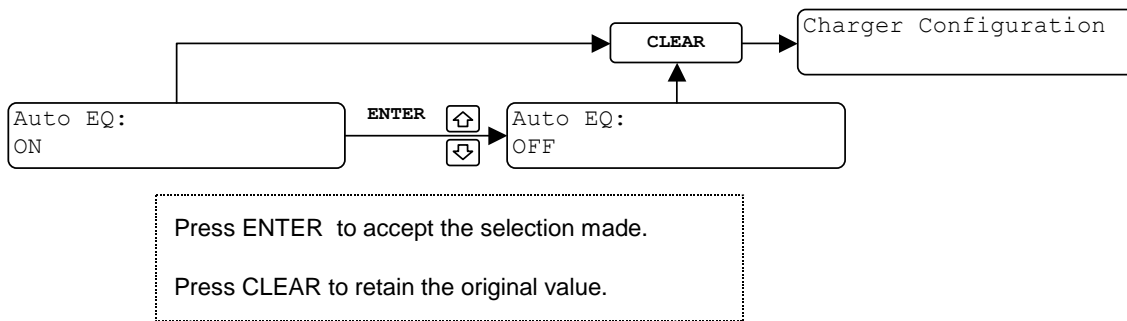 CLEAR
Charger Configuration
Auto EQ:
ON
ENTER
Auto EQ:
OFF
Press ENTER to accept the selection made.
Press CLEAR to retain the original value.